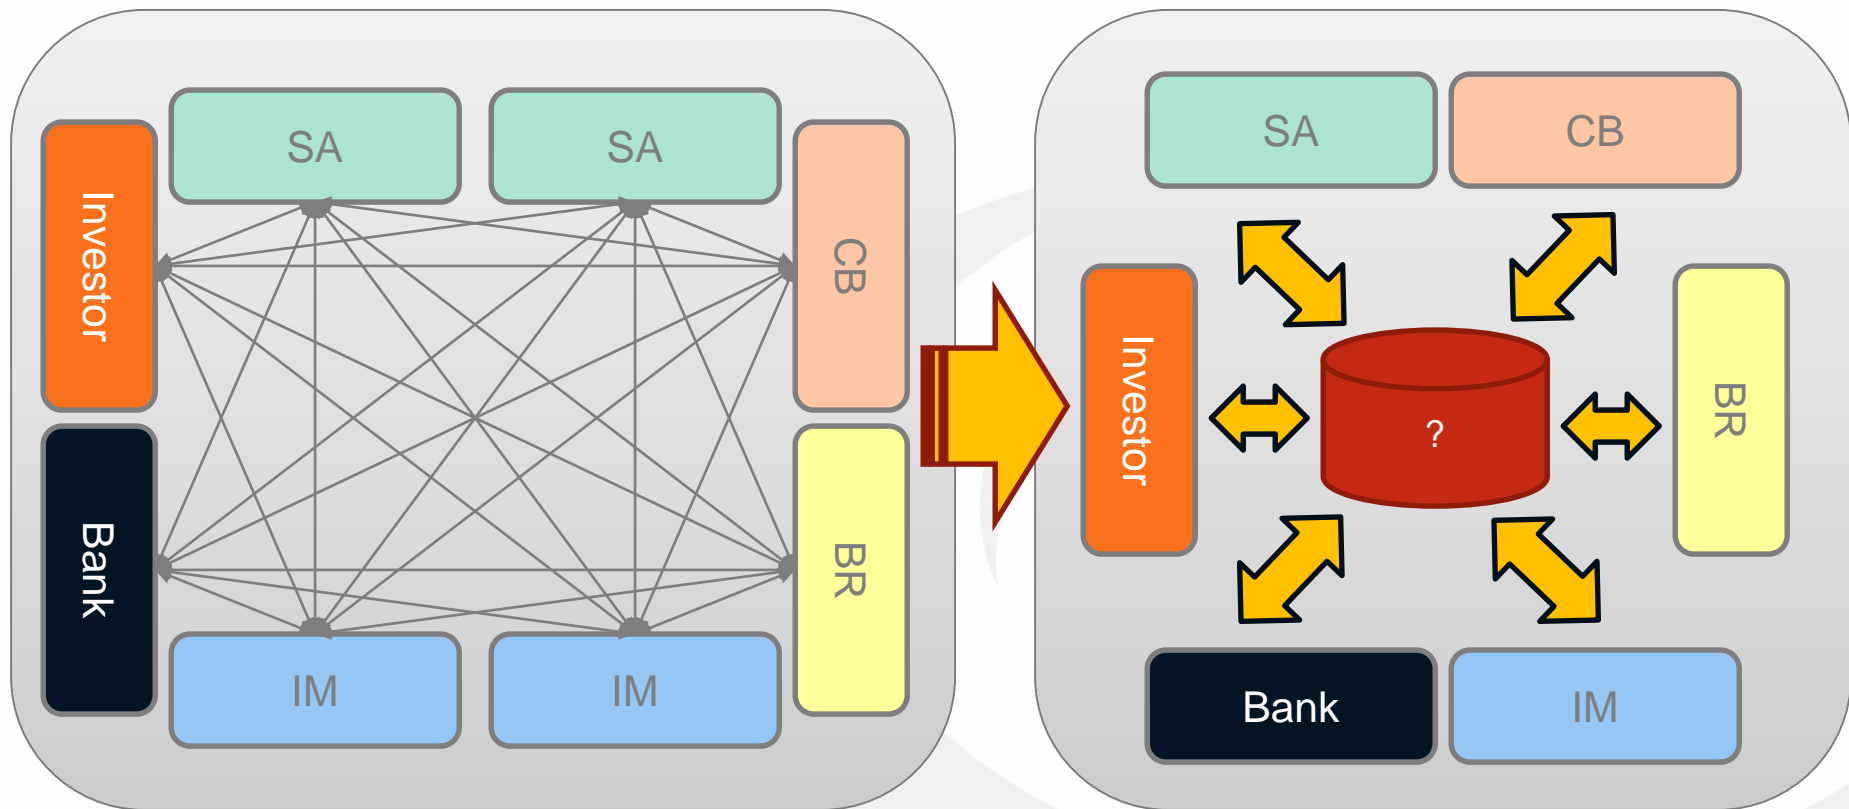 SA
SA
Investor
CB
Bank
BR
IM
IM
SA
CB
Investor
?
BR
Bank
IM